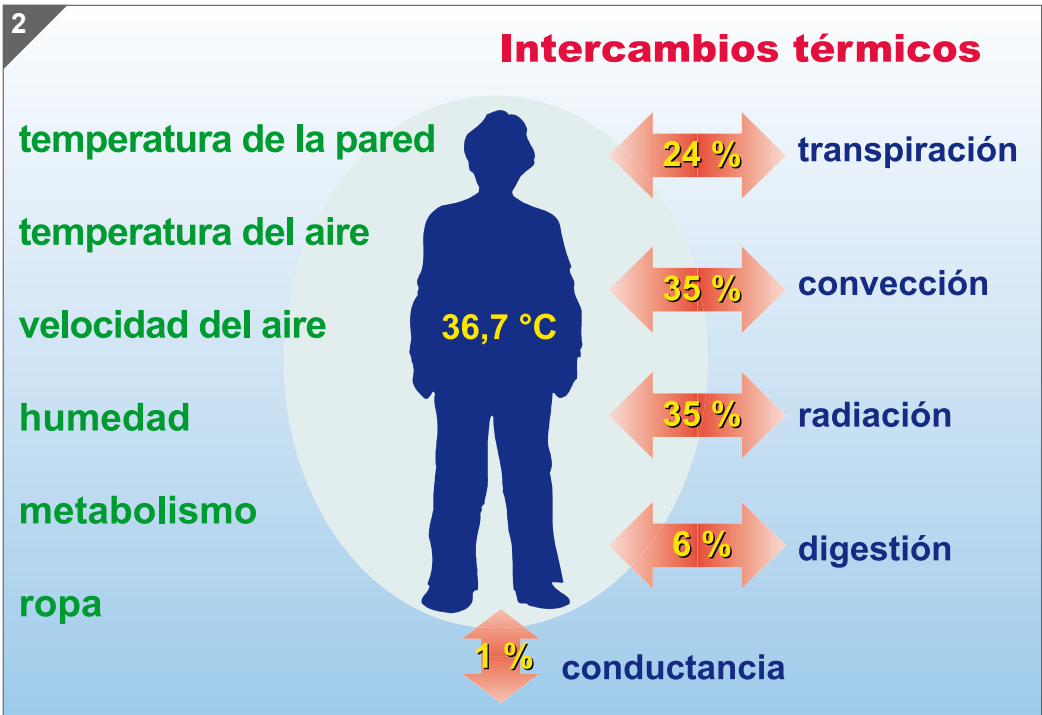 2
Intercambios térmicos
temperatura de la pared
temperatura del aire
velocidad del aire
humedad
metabolismo
ropa
36,7 °C
24 % transpiración
35 % convección
35 % radiación
6 % digestión
1 % conductancia